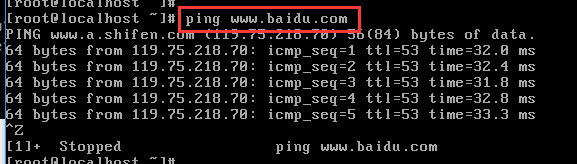 [root@localhost ~]#
[root@localhost ~]# ping www.baidu.com
PING www.a.shifen.com (119.75.218.70) 56(84) bytes of data.
64 bytes from 119.75.218.70: icmp_seq=1 ttl=53 time=32.0 ms
64 bytes from 119.75.218.70: icmp_seq=2 ttl=53 time=32.4 ms
64 bytes from 119.75.218.70: icmp_seq=3 ttl=53 time=31.8 ms
64 bytes from 119.75.218.70: icmp_seq=4 ttl=53 time=32.8 ms
64 bytes from 119.75.218.70: icmp_seq=5 ttl=53 time=33.3 ms
^Z
[1]+  Stopped                 ping www.baidu.com
[root@localhost ~]#